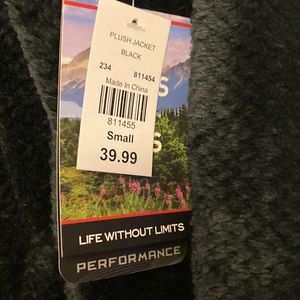 PLUSH JACKET
BLACK
234 811454
Made In China
811455
Small
39.99
S
S
LIFE WITHOUT LIMITS
PERFORMANCE